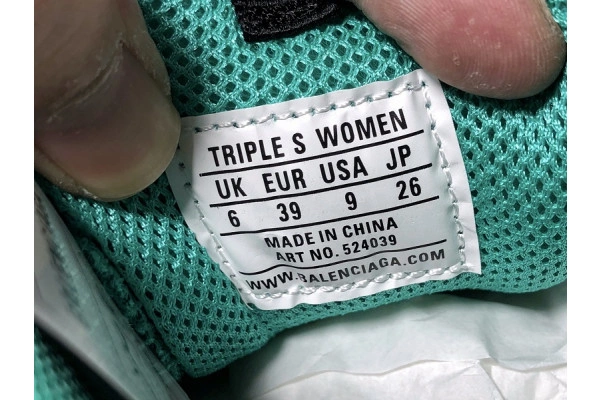 TRIPLE S WOMEN
UK EUR USA JP
6 39 9 26
MADE IN CHINA
ART NO. 524039
WWW.BALENCIAGA.COM